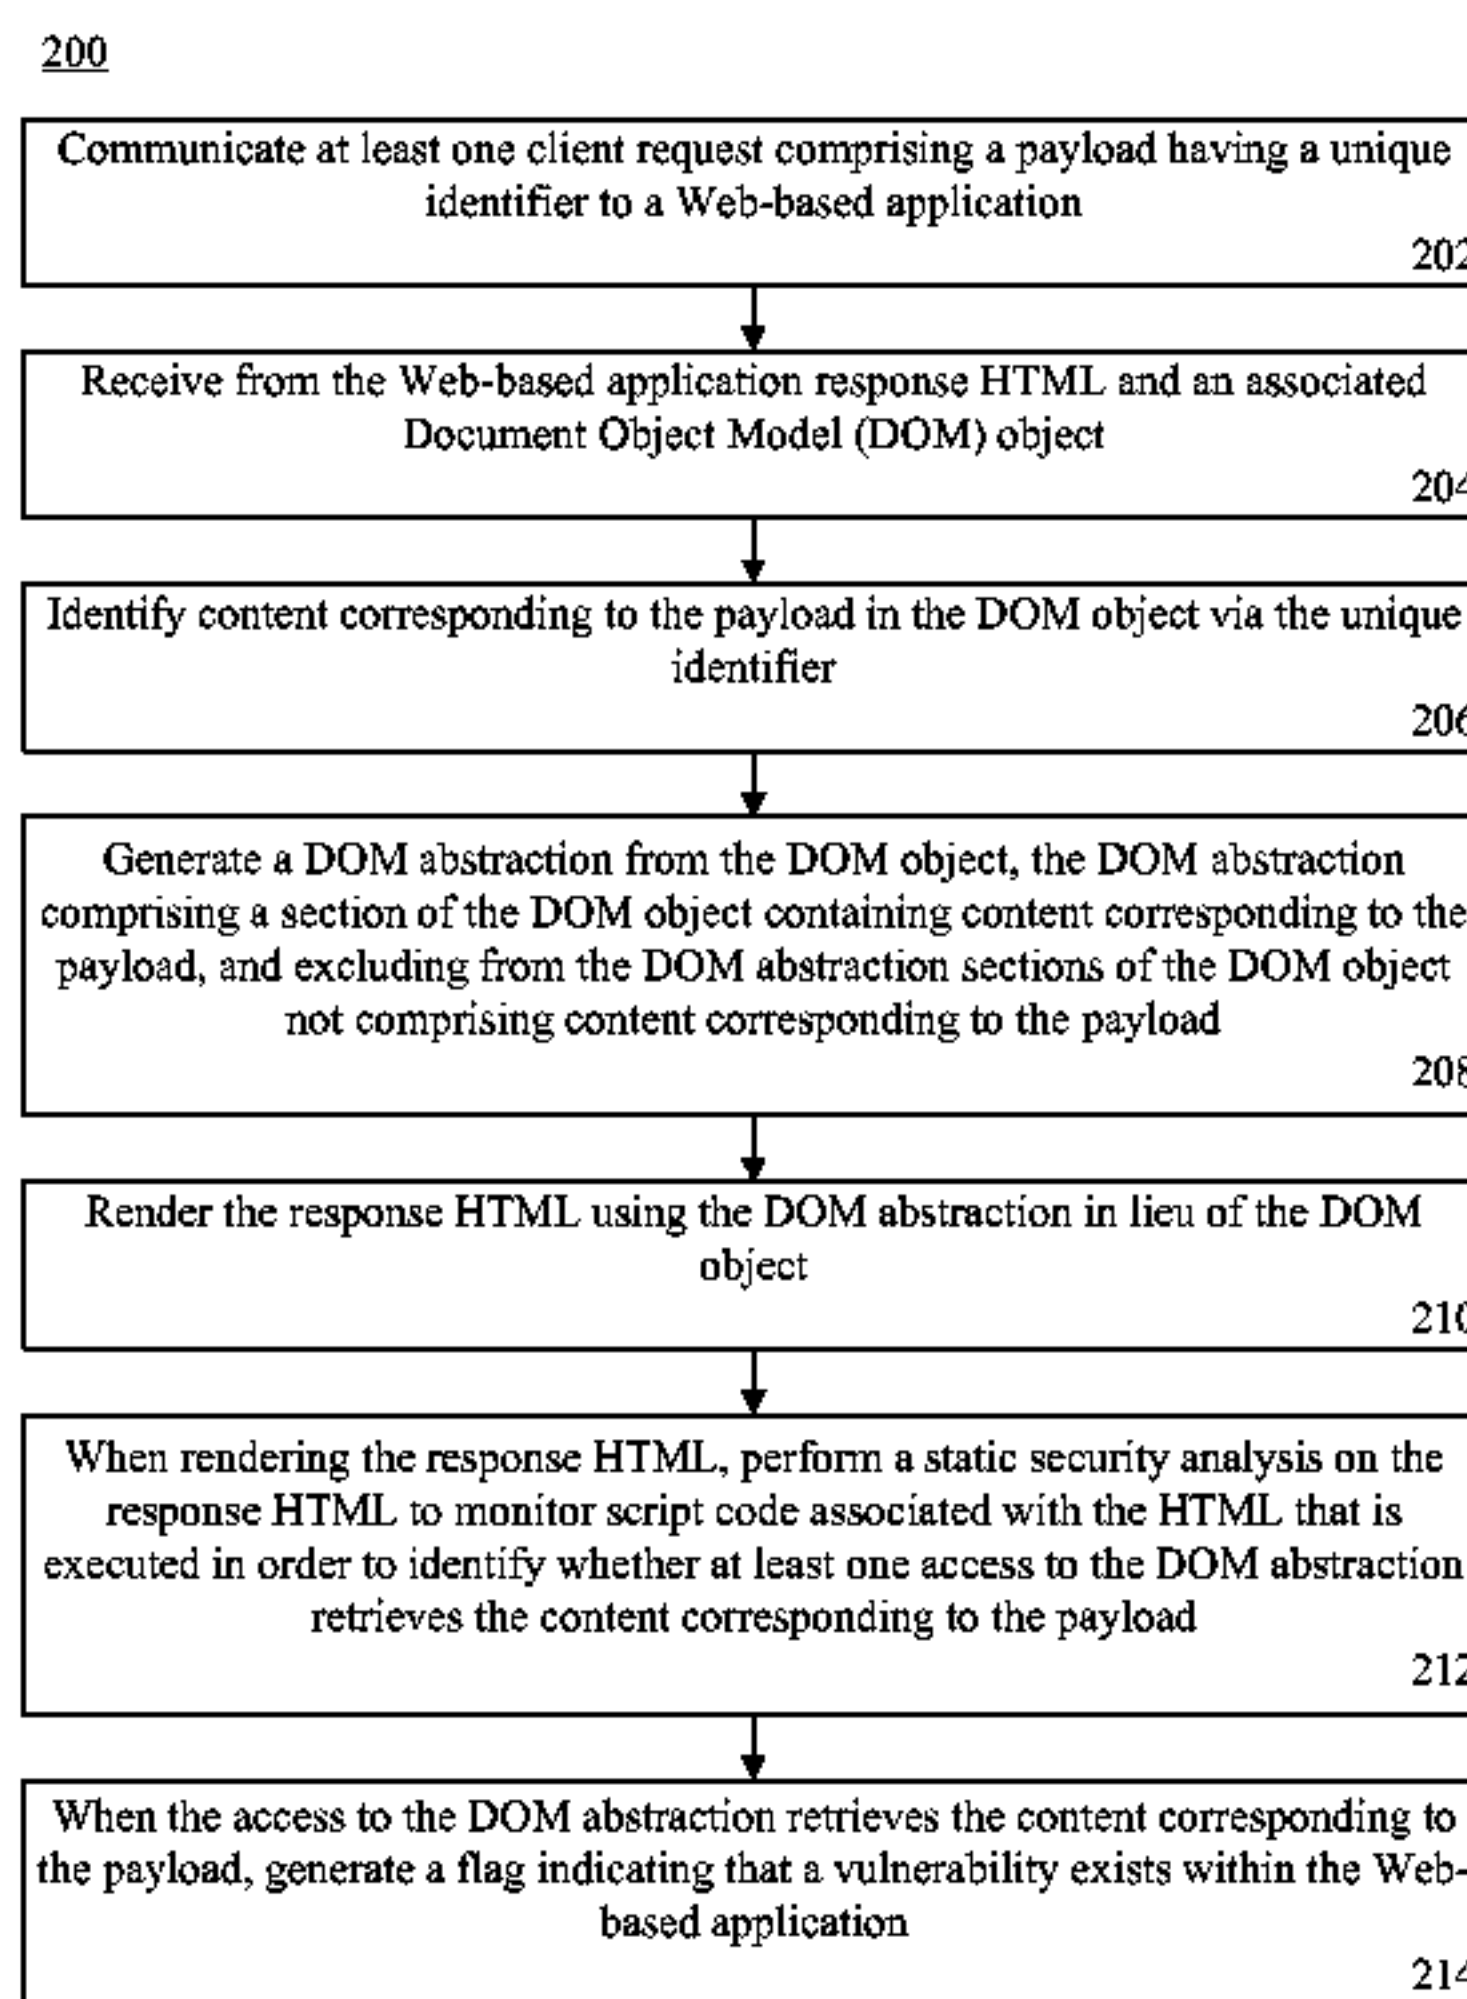 200
Communicate at least one client request comprising a payload having a unique
identifier to a Web-based application
202
Receive from the Web-based application response HTML and an associated
Document Object Model (DOM) object
204
Identify content corresponding to the payload in the DOM object via the unique
identifier
206
Generate a DOM abstraction from the DOM object, the DOM abstraction
comprising a section of the DOM object containing content corresponding to the
payload, and excluding from the DOM abstraction sections of the DOM object
not comprising content corresponding to the payload
208
Render the response HTML using the DOM abstraction in lieu of the DOM
object
210
When rendering the response HTML, perform a static security analysis on the
response HTML to monitor script code associated with the HTML that is
executed in order to identify whether at least one access to the DOM abstraction
retrieves the content corresponding to the payload
212
When the access to the DOM abstraction retrieves the content corresponding to
the payload, generate a flag indicating that a vulnerability exists within the Web-
based application
214